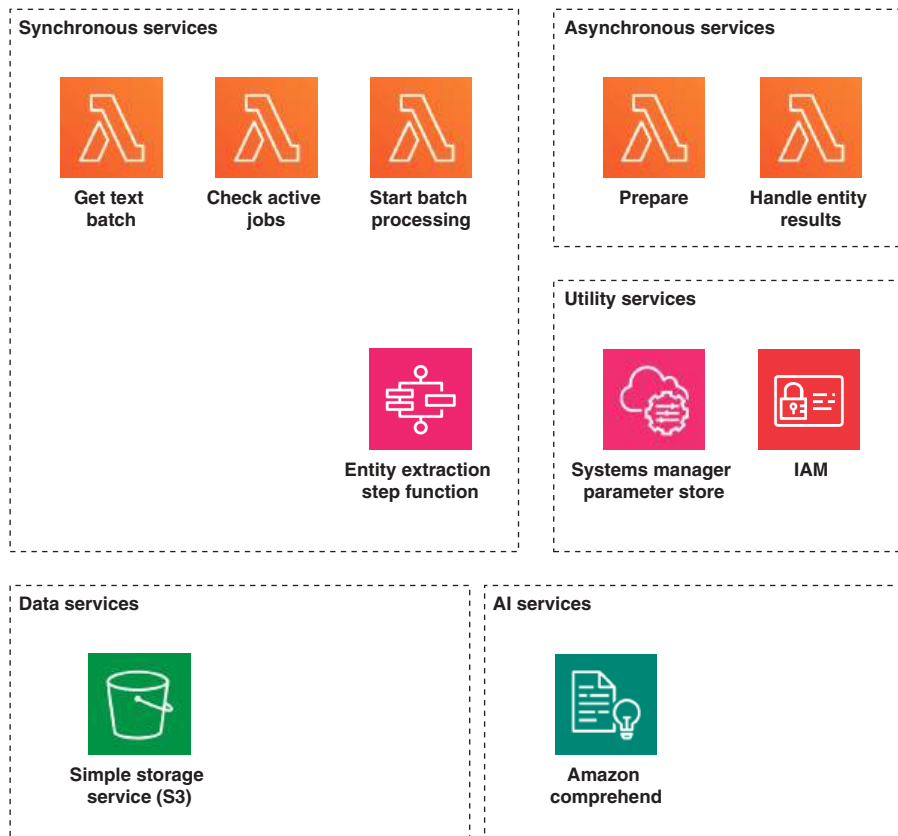 Synchronous services
Get text
batch
Check active
jobs
Start batch
processing
Entity extraction
step function
Asynchronous services
Prepare
Handle entity
results
Utility services
Systems manager
parameter store
IAM
Data services
Simple storage
service (S3)
AI services
Amazon
comprehend